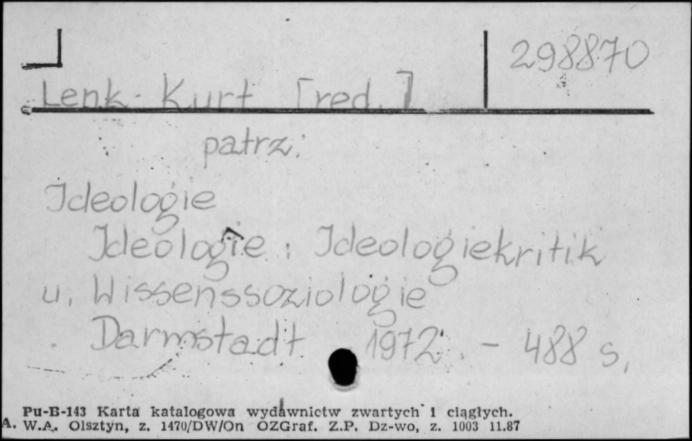 298870
Lenk Kurt [red.]
patrz:
Ideologie
Ideologie : Ideologiekritik
u. Wissenssoziologie
Darmstadt 1972. - 488 s.
Pu-B-143 Karta katalogowa wydawnictw zwartych i ciągłych.
A. W.A. Olsztyn, z. 1470/DW/On OZGraf. Z.P. Dz-wo, z. 1003 11.87